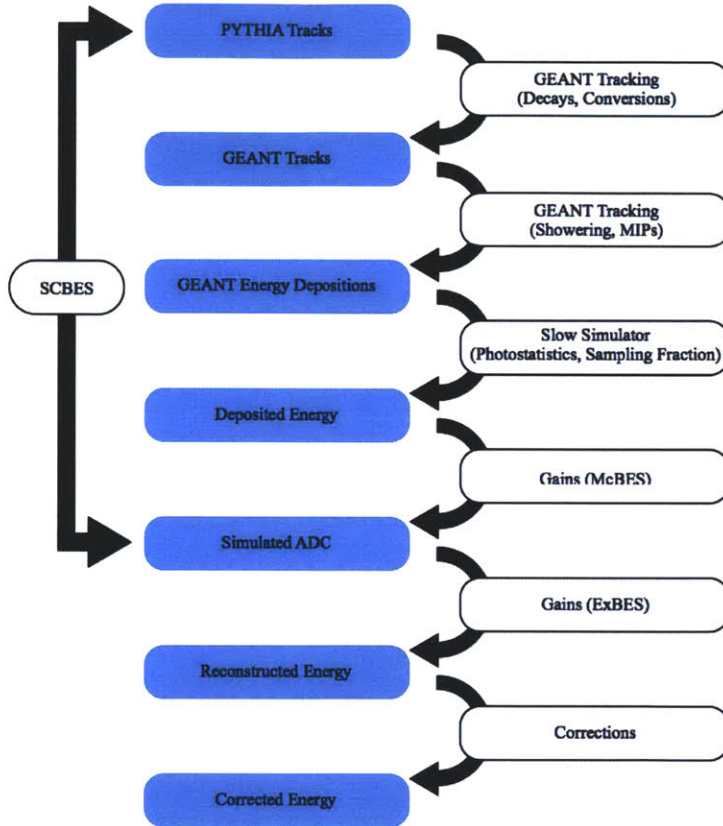 PYTHIA Tracks
GEANT Tracking
(Decays, Conversions)
GEANT Tracks
GEANT Tracking
(Showering, MIPs)
SCBES
GEANT Energy Depositions
Slow Simulator
(Photostatistics, Sampling Fraction)
Deposited Energy
Gains (McBES)
Simulated ADC
Gains (ExBES)
Reconstructed Energy
Corrections
Corrected Energy